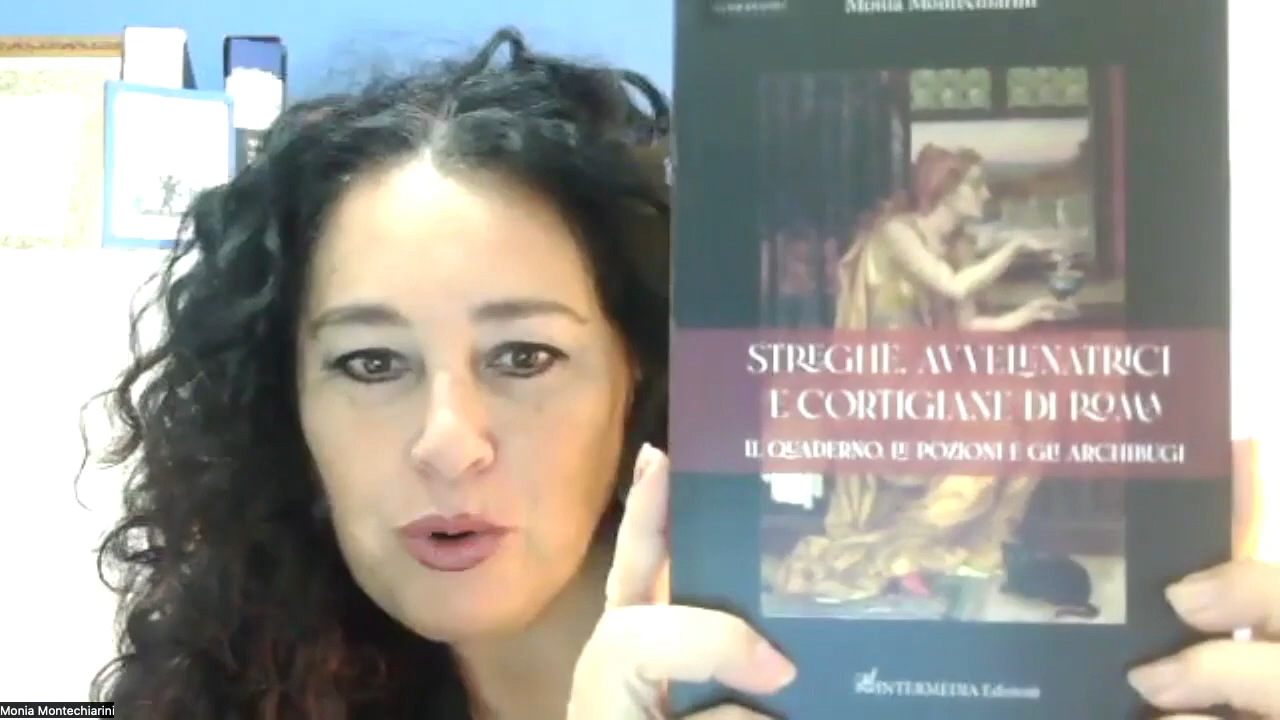 Monia Montechiarini
STREGHE, AVVELENATRICI
E CORTIGIANE DI ROMA
IL QUADERNO, LE POZIONI E GLI ARCHIBUGI
INTERMEDIA Edizioni
Monia Montechiarini